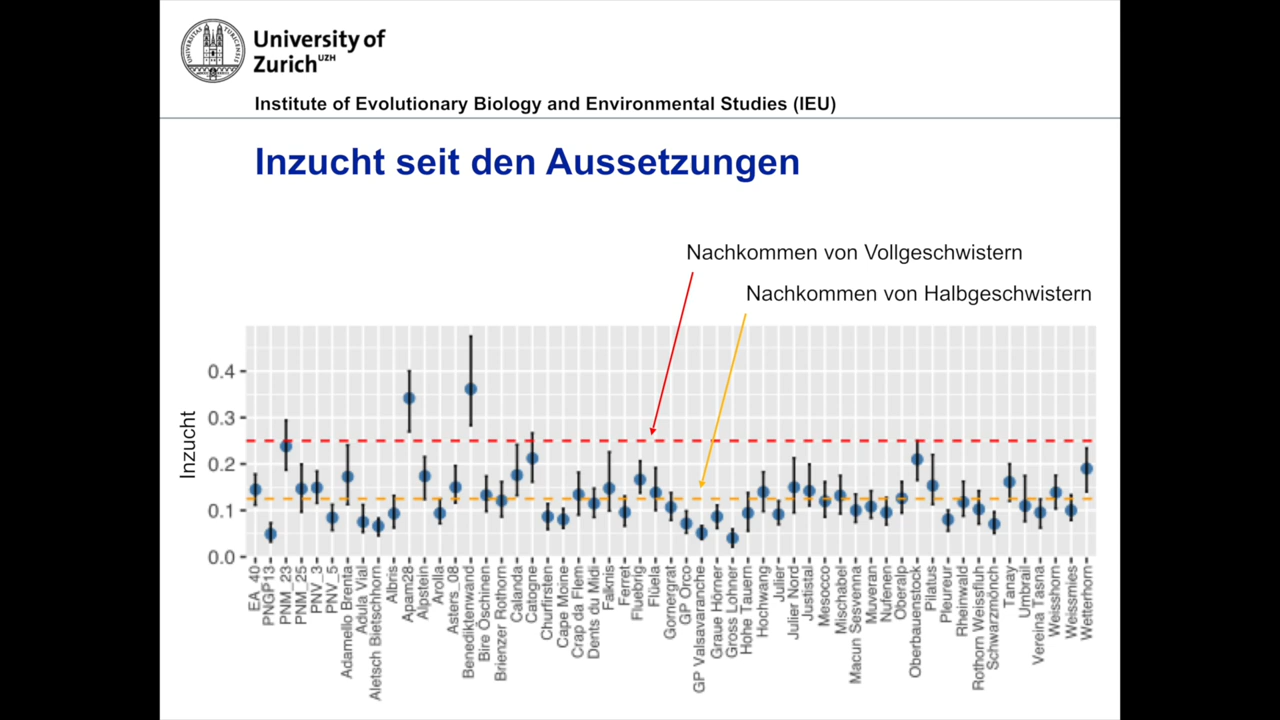 University of
Zurich UZH
Institute of Evolutionary Biology and Environmental Studies (IEU)
Inzucht seit den Aussetzungen
Nachkommen von Vollgeschwistern
Nachkommen von Halbgeschwistern
Inzucht
0.4
0.3
0.2
0.1
0.0
EA_40
PNGP13
PNM_23
PNM_25
PNV_3
PNV_5
Adamello Brenta
Adula Vial
Aletsch Bietschhorn
Albris
Apam28
Alpstein
Arolla
Asters_08
Benediktenwand
Bire Öschinen
Brienzer Rothorn
Calanda
Catogne
Churfirsten
Cape Moine
Crap da Flem
Dents du Midi
Falknis
Ferret
Fluebrig
Flüela
Gornergrat
GP Orco
GP Valsavaranche
Graue Hörner
Gross Lohner
Hohe Tauern
Hochwang
Julier
Julier Nord
Justistal
Mesocco
Mischabel
Macun Sesvenna
Muveran
Nufenen
Oberalp
Oberbauenstock
Pilatus
Pleureur
Rheinwald
Rothorn Weissfluh
Schwarzmönch
Tanay
Umbrail
Vereina Tasna
Weisshorn
Weissmies
Wetterhorn